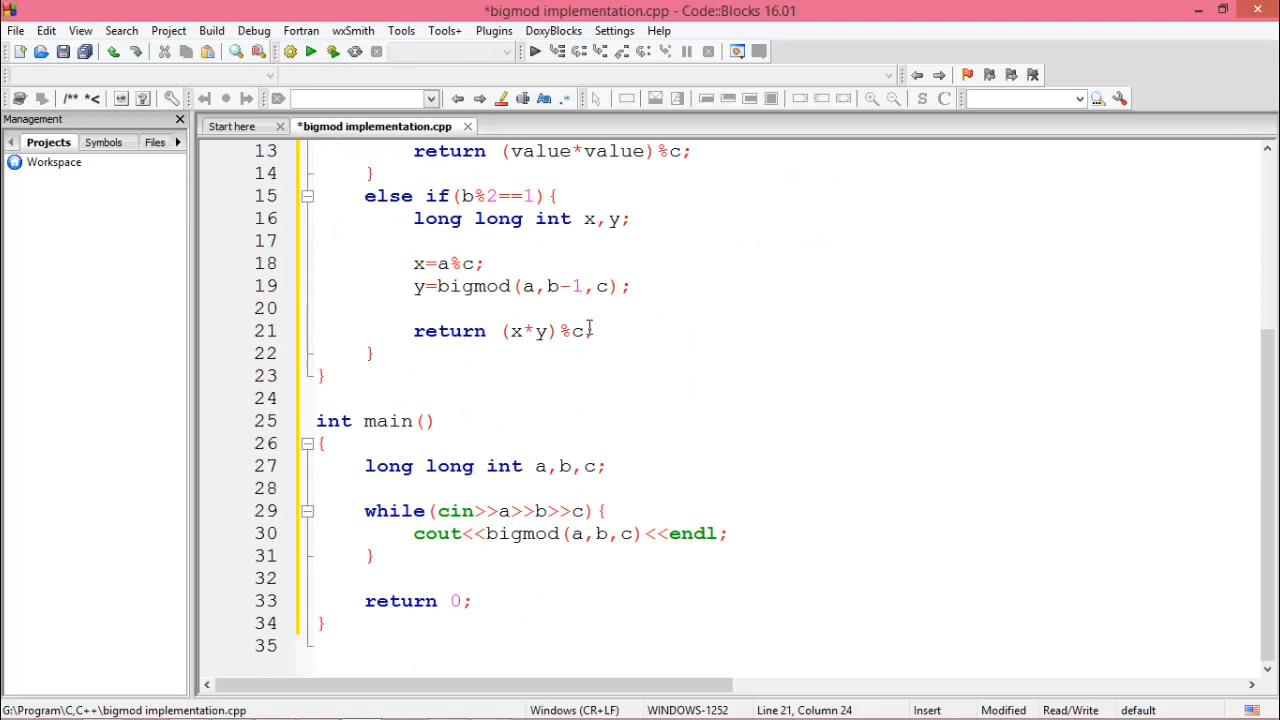 *bigmod implementation.cpp - Code::Blocks 16.01
File Edit View Search Project Build Debug Fortran wxSmith Tools Tools+ Plugins DoxyBlocks Settings Help
/** *<
S C
Management
Start here
*bigmod implementation.cpp
Projects Symbols Files
Workspace
13 return (value*value)%c;
14 }
15 else if(b%2==1){
16 long long int x,y;
17
18 x=a%c;
19 y=bigmod(a,b-1,c);
20
21 return (x*y)%c;
22 }
23 }
24
25 int main()
26 {
27 long long int a,b,c;
28
29 while(cin>>a>>b>>c){
30 cout<<bigmod(a,b,c)<<endl;
31 }
32
33 return 0;
34 }
35
G:\Program\C,C++\bigmod implementation.cpp Windows (CR+LF) WINDOWS-1252 Line 21, Column 24 Insert Modified Read/Write default